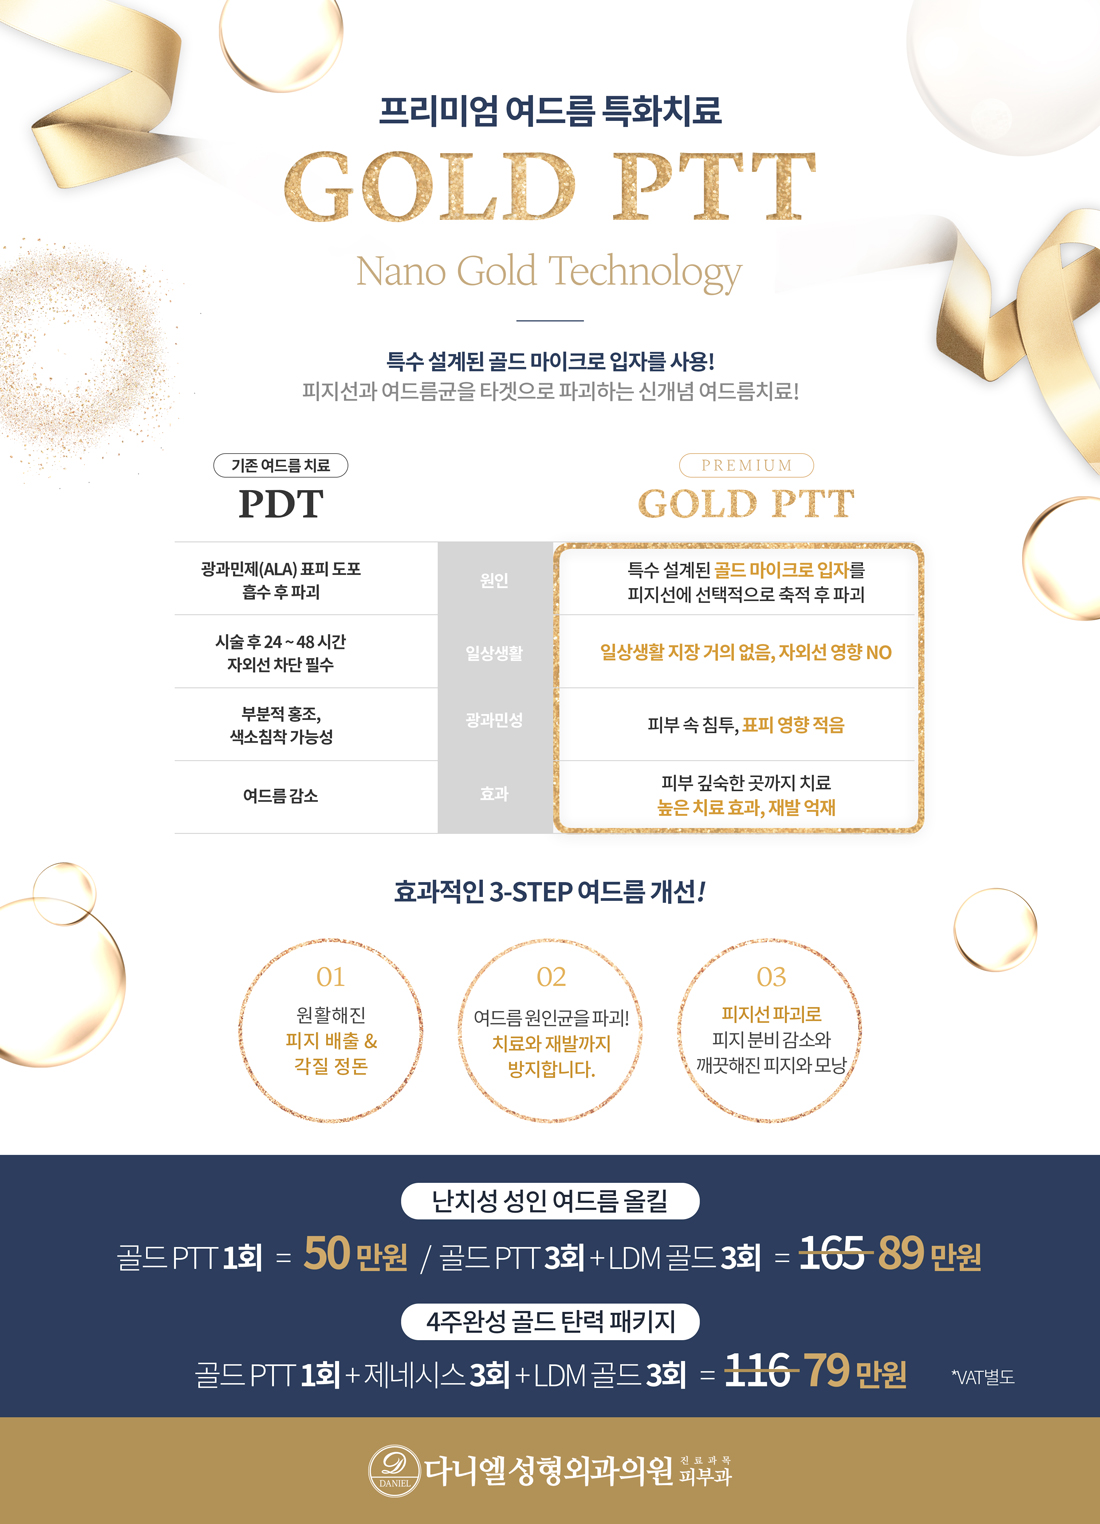 프리미엄 여드름 특화치료
GOLD PTT
Nano Gold Technology
특수 설계된 골드 마이크로 입자를 사용!
피지선과 여드름균을 타겟으로 파괴하는 신개념 여드름치료!
기존 여드름 치료
PDT
PREMIUM
GOLD PTT
광과민제(ALA) 표피 도포
흡수 후 파괴
원인
특수 설계된 골드 마이크로 입자를
피지선에 선택적으로 축적 후 파괴
시술 후 24 ~ 48 시간
자외선 차단 필수
일상생활
일상생활 지장 거의 없음, 자외선 영향 NO
부분적 홍조,
색소침착 가능성
광과민성
피부 속 침투, 표피 영향 적음
여드름 감소
효과
피부 깊숙한 곳까지 치료
높은 치료 효과, 재발 억재
효과적인 3-STEP 여드름 개선!
01
원활해진
피지 배출 &
각질 정돈
02
여드름 원인균을 파괴!
치료와 재발까지
방지합니다.
03
피지선 파괴로
피지 분비 감소와
깨끗해진 피지와 모낭
난치성 성인 여드름 올킬
골드 PTT 1회 = 50 만원 / 골드 PTT 3회 + LDM 골드 3회 = 165 89 만원
4주완성 골드 탄력 패키지
골드 PTT 1회 + 제네시스 3회 + LDM 골드 3회 = 116 79 만원
*VAT별도
D
DANIEL
다니엘성형외과의원
진료과목
피부과